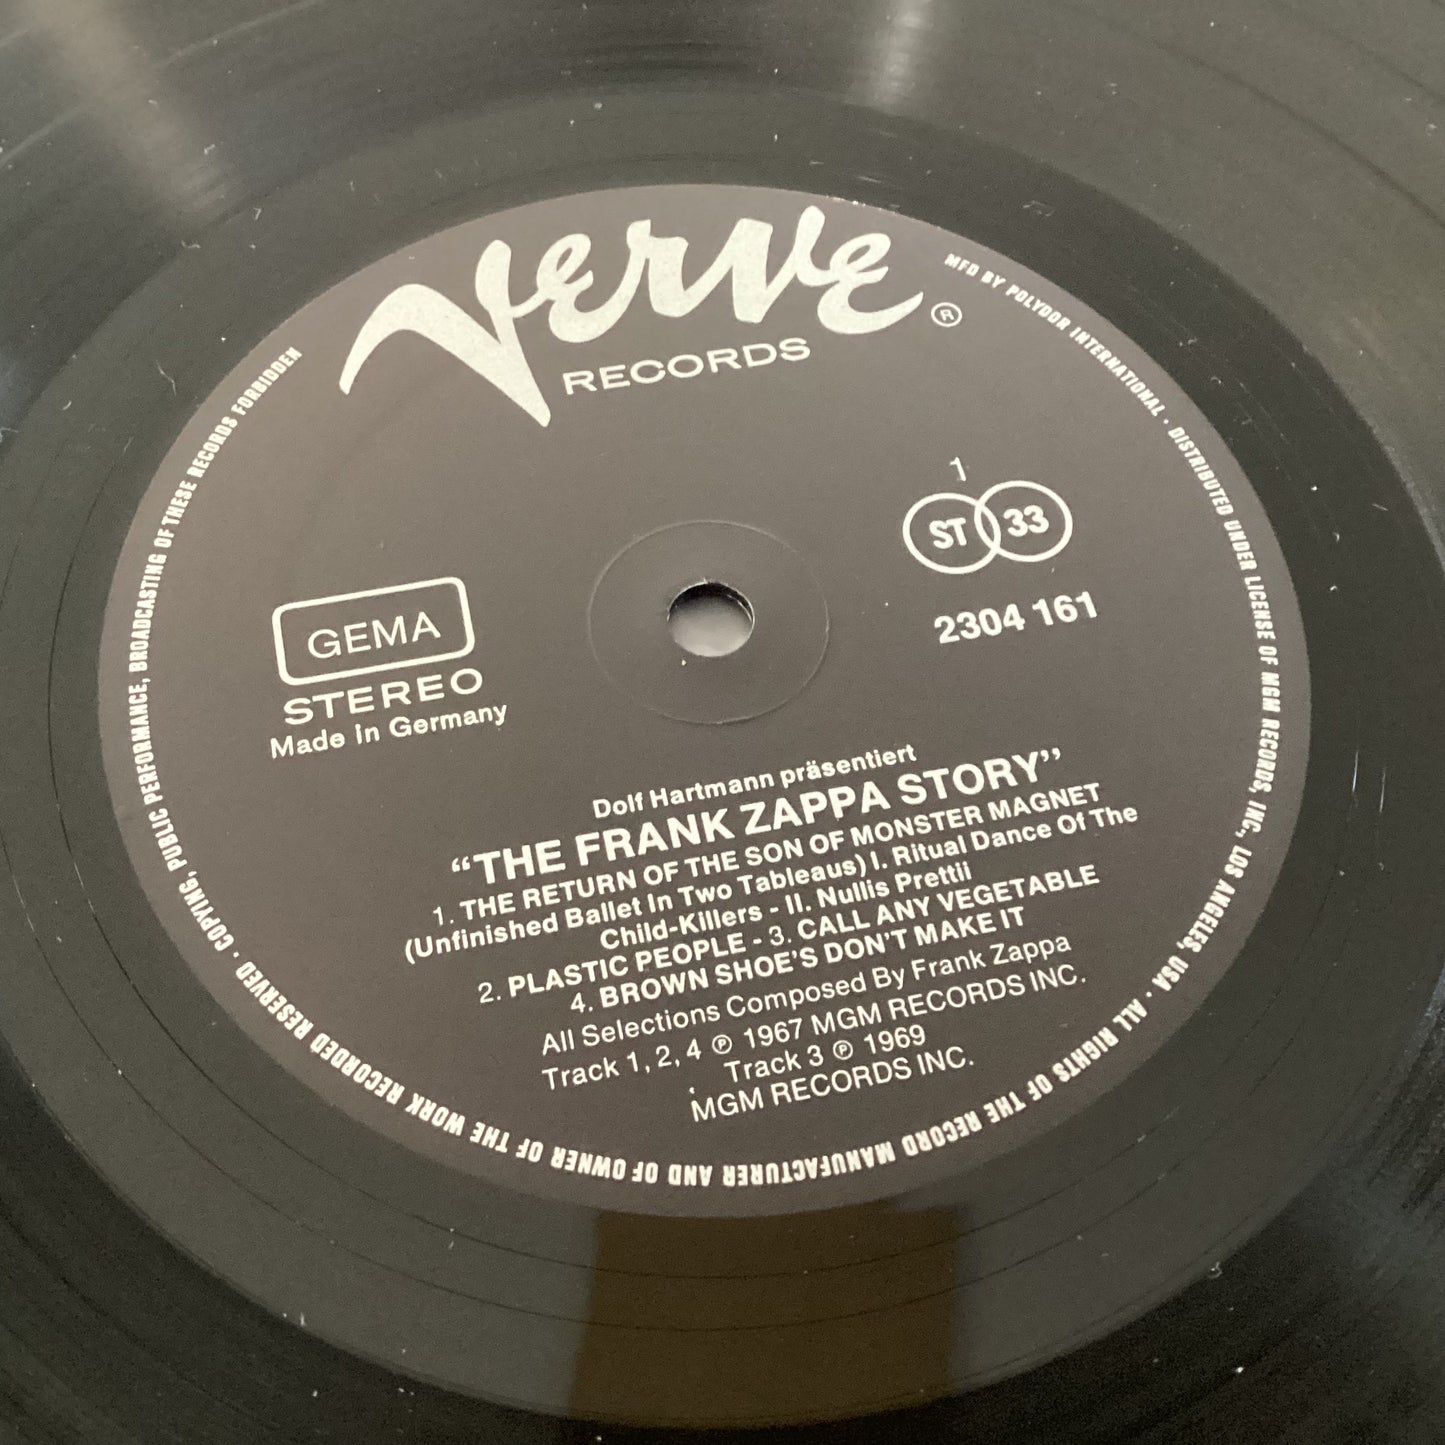 Verve ®
RECORDS
MFD BY POLYDOR INTERNATIONAL · DISTRIBUTED UNDER LICENSE OF MGM RECORDS, INC., LOS ANGELES, USA · ALL RIGHTS OF THE RECORD MANUFACTURER AND OF OWNER OF THE WORK RECORDED RESERVED · COPYING, PUBLIC PERFORMANCE, BROADCASTING OF THESE RECORDS FORBIDDEN
1
ST 33
2304 161
GEMA
STEREO
Made in Germany
Dolf Hartmann präsentiert
“THE FRANK ZAPPA STORY”
1. THE RETURN OF THE SON OF MONSTER MAGNET
(Unfinished Ballet In Two Tableaus) I. Ritual Dance Of The
Child-Killers - II. Nullis Prettii
2. PLASTIC PEOPLE - 3. CALL ANY VEGETABLE
4. BROWN SHOE'S DON'T MAKE IT
All Selections Composed By Frank Zappa
Track 1, 2, 4 ℗ 1967 MGM RECORDS INC.
Track 3 ℗ 1969
MGM RECORDS INC.